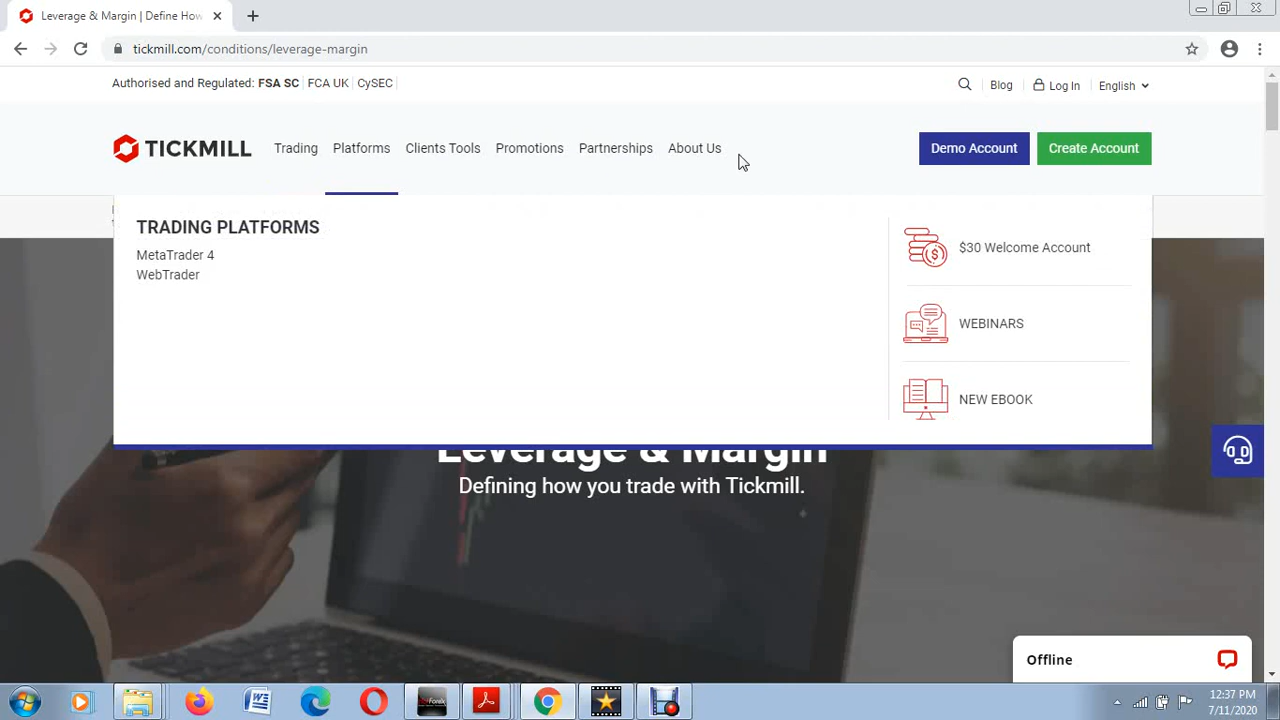 Leverage & Margin | Define How
tickmill.com/conditions/leverage-margin
Authorised and Regulated: FSA SC FCA UK CySEC
Blog Log In English
TICKMILL Trading Platforms Clients Tools Promotions Partnerships About Us Demo Account Create Account
TRADING PLATFORMS
MetaTrader 4
WebTrader
$30 Welcome Account
WEBINARS
NEW EBOOK
Leverage & Margin
Defining how you trade with Tickmill.
Offline
12:37 PM
7/11/2020